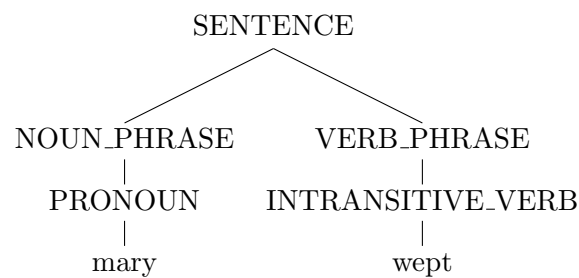 SENTENCE
NOUN_PHRASE VERB_PHRASE
PRONOUN INTRANSITIVE_VERB
mary wept